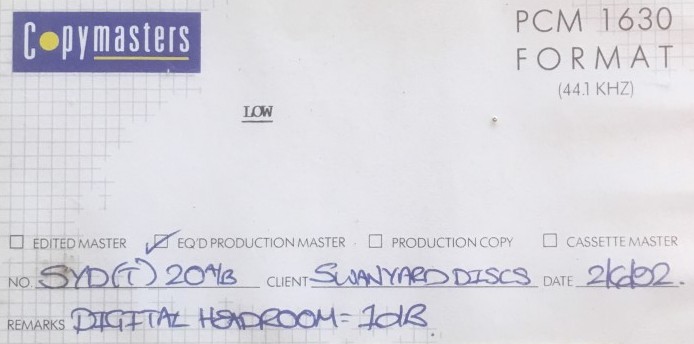 Copymasters
PCM 1630
FORMAT
(44.1 KHZ)
LOW
EDITED MASTER EQ'D PRODUCTION MASTER PRODUCTION COPY CASSETTE MASTER
NO. SYD(T) 20A/B CLIENT SWANYARD DISCS DATE 2/6/92.
REMARKS DIGITAL HEADROOM = 1dB.